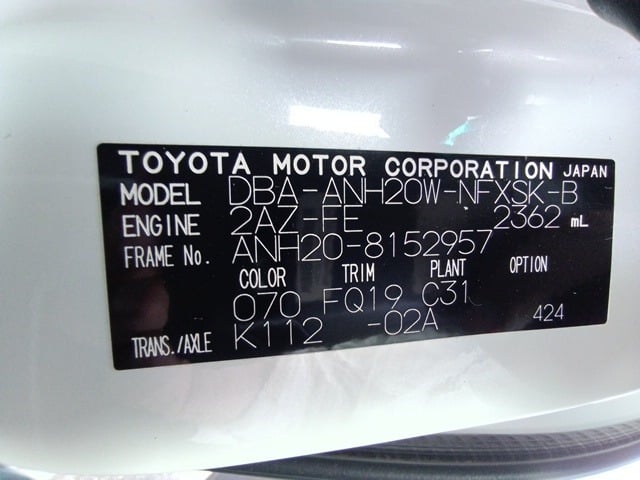 TOYOTA MOTOR CORPORATION JAPAN
MODEL DBA-ANH20W-NFXSK-B
ENGINE 2AZ-FE 2362 mL
FRAME No. ANH20-8152957
COLOR TRIM PLANT OPTION
070 FQ19 C31
TRANS./AXLE K112 -02A 424